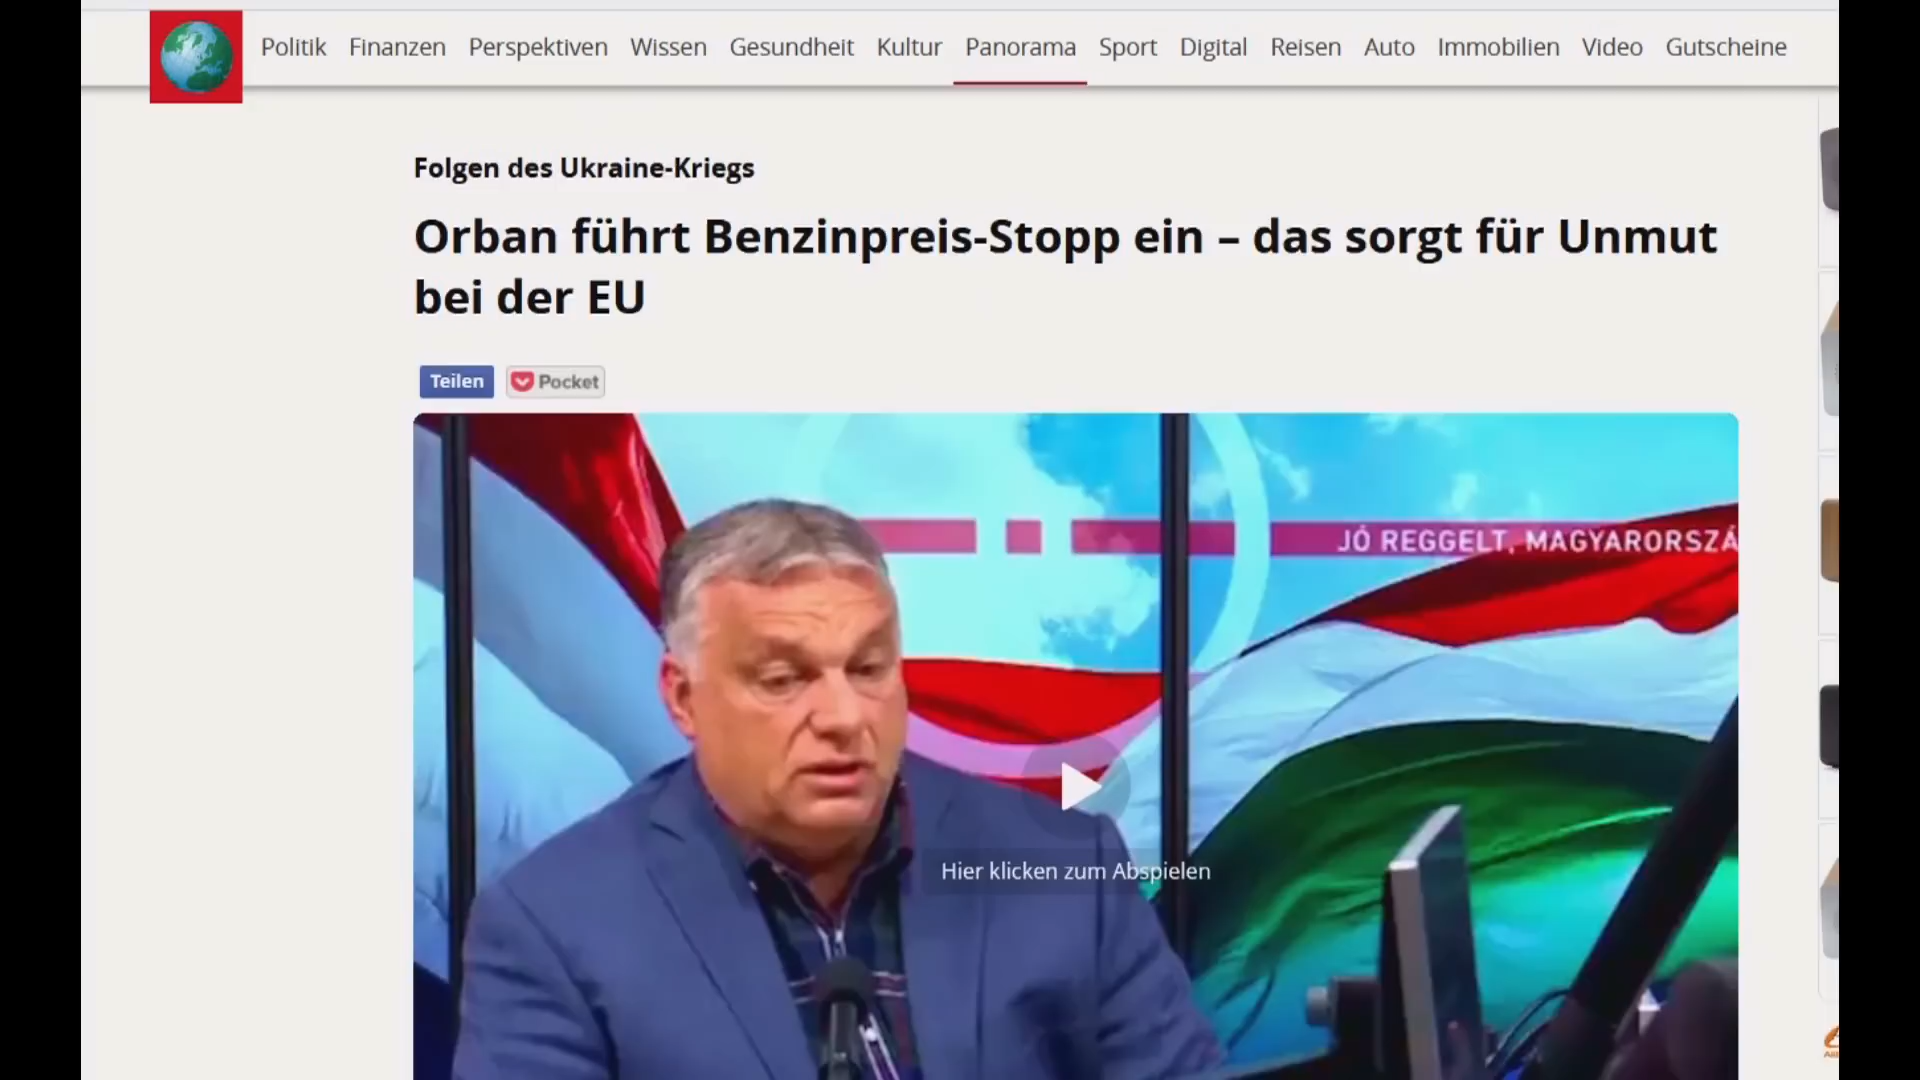 Politik Finanzen Perspektiven Wissen Gesundheit Kultur Panorama Sport Digital Reisen Auto Immobilien Video Gutscheine
Folgen des Ukraine-Kriegs
Orban führt Benzinpreis-Stopp ein – das sorgt für Unmut
bei der EU
Teilen Pocket
JÓ REGGELT, MAGYARORSZÁ
Hier klicken zum Abspielen